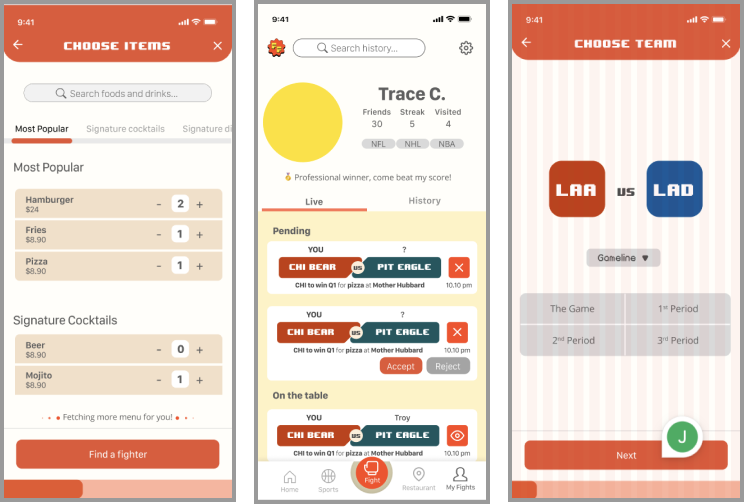 9:41
CHOOSE ITEMS
Search foods and drinks...
Most Popular Signature cocktails Signature di
Most Popular
Hamburger
$24
- 2 +
Fries
$8.90
- 1 +
Pizza
$8.90
- 1 +
Signature Cocktails
Beer
$8.90
- 0 +
Mojito
$8.90
- 1 +
Fetching more menu for you!
Find a fighter
9:41
Search history...
Trace C.
Friends Streak Visited
30 5 4
NFL NHL NBA
🏅 Professional winner, come beat my score!
Live History
Pending
YOU ?
CHI BEAR vs PIT EAGLE
CHI to win Q1 for pizza at Mother Hubbard 10.10 pm
YOU ?
CHI BEAR vs PIT EAGLE
CHI to win Q1 for pizza at Mother Hubbard 10.10 pm
Accept Reject
On the table
YOU Troy
CHI BEAR vs PIT EAGLE
CHI to win Q1 for pizza at Mother Hubbard 10.10 pm
Home Sports Fight Restaurant My Fights
9:41
CHOOSE TEAM
LAA vs LAD
Gameline ▼
The Game 1st Period
2nd Period 3rd Period
J
Next